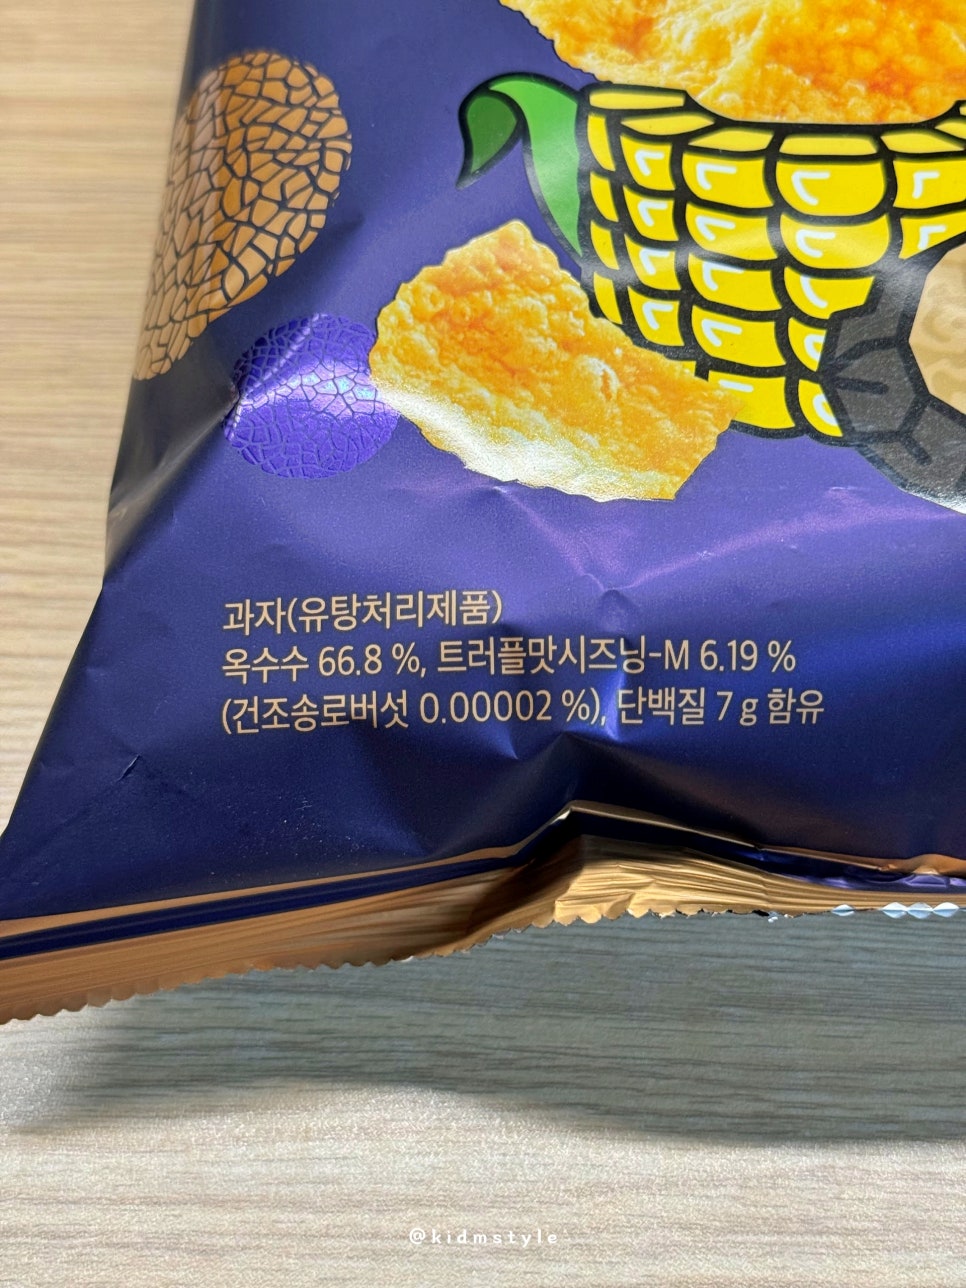 과자(유탕처리제품)
옥수수 66.8 %, 트러플맛시즈닝-M 6.19 %
(건조송로버섯 0.00002 %), 단백질 7 g 함유
@kidmstyle